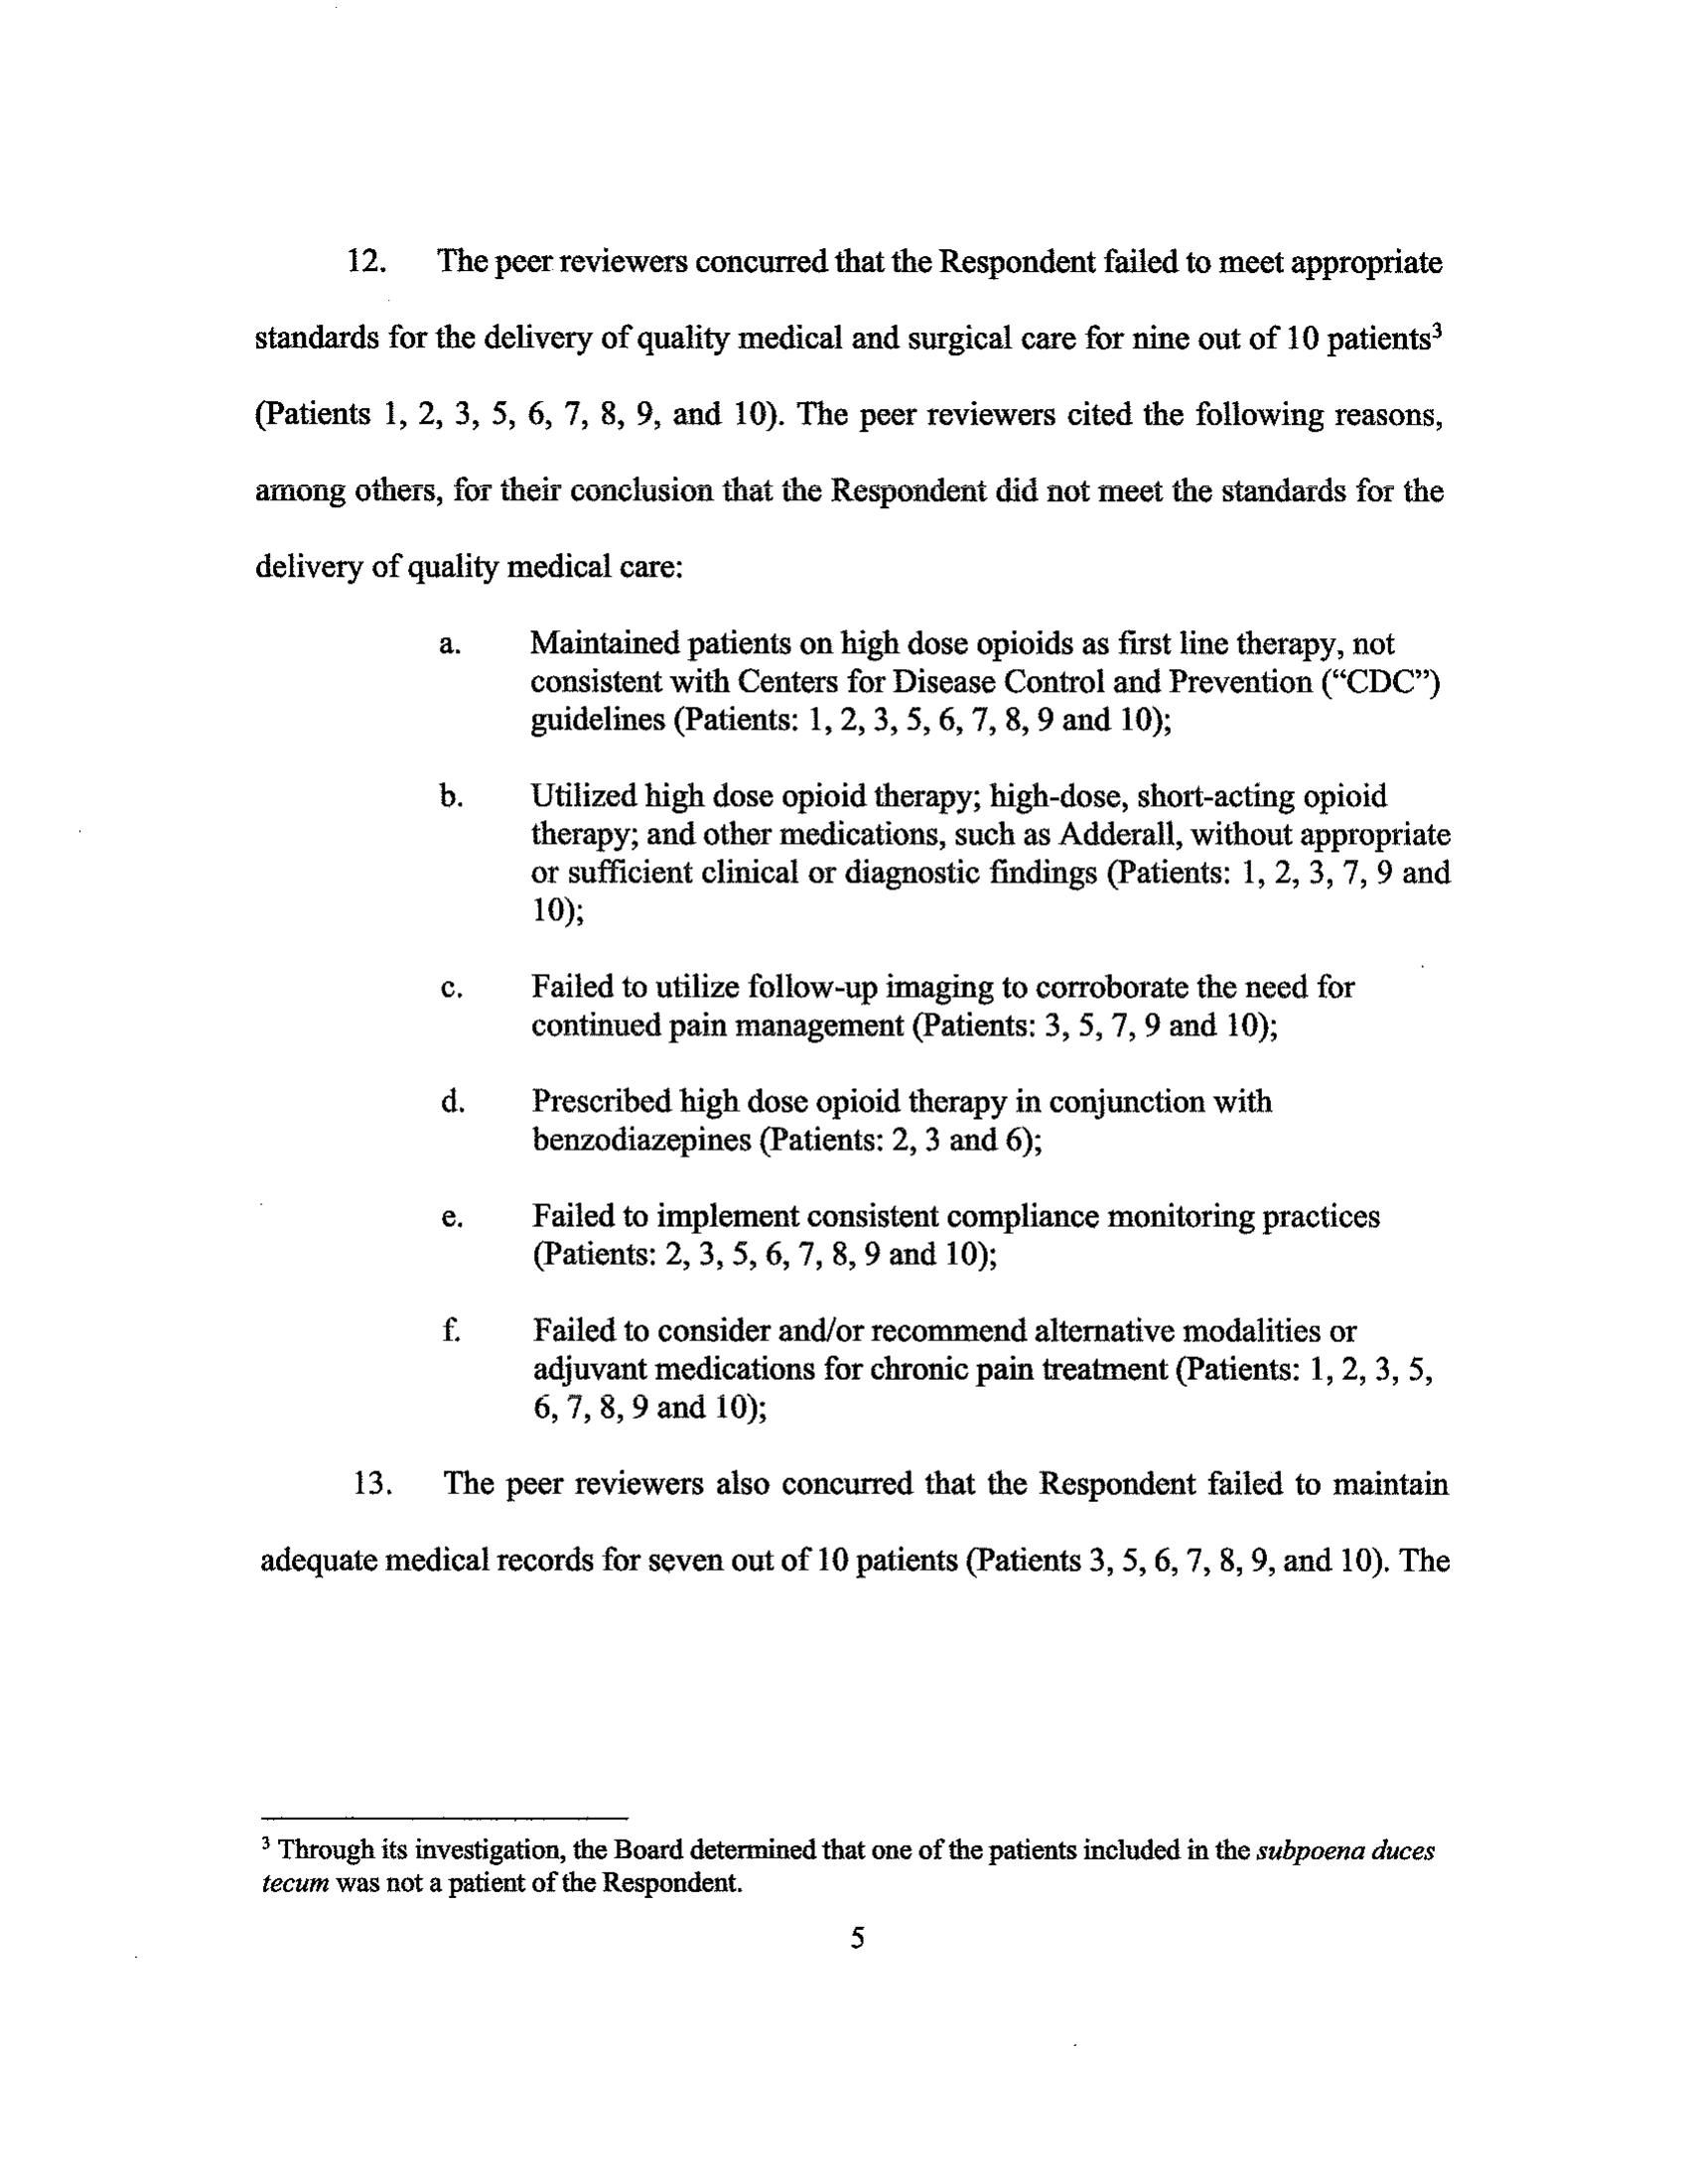 12. The peer reviewers concurred that the Respondent failed to meet appropriate
standards for the delivery of quality medical and surgical care for nine out of 10 patients³
(Patients 1, 2, 3, 5, 6, 7, 8, 9, and 10). The peer reviewers cited the following reasons,
among others, for their conclusion that the Respondent did not meet the standards for the
delivery of quality medical care:
a. Maintained patients on high dose opioids as first line therapy, not
consistent with Centers for Disease Control and Prevention (“CDC”)
guidelines (Patients: 1, 2, 3, 5, 6, 7, 8, 9 and 10);
b. Utilized high dose opioid therapy; high-dose, short-acting opioid
therapy; and other medications, such as Adderall, without appropriate
or sufficient clinical or diagnostic findings (Patients: 1, 2, 3, 7, 9 and
10);
c. Failed to utilize follow-up imaging to corroborate the need for
continued pain management (Patients: 3, 5, 7, 9 and 10);
d. Prescribed high dose opioid therapy in conjunction with
benzodiazepines (Patients: 2, 3 and 6);
e. Failed to implement consistent compliance monitoring practices
(Patients: 2, 3, 5, 6, 7, 8, 9 and 10);
f. Failed to consider and/or recommend alternative modalities or
adjuvant medications for chronic pain treatment (Patients: 1, 2, 3, 5,
6, 7, 8, 9 and 10);
13. The peer reviewers also concurred that the Respondent failed to maintain
adequate medical records for seven out of 10 patients (Patients 3, 5, 6, 7, 8, 9, and 10). The
³ Through its investigation, the Board determined that one of the patients included in the subpoena duces
tecum was not a patient of the Respondent.
5